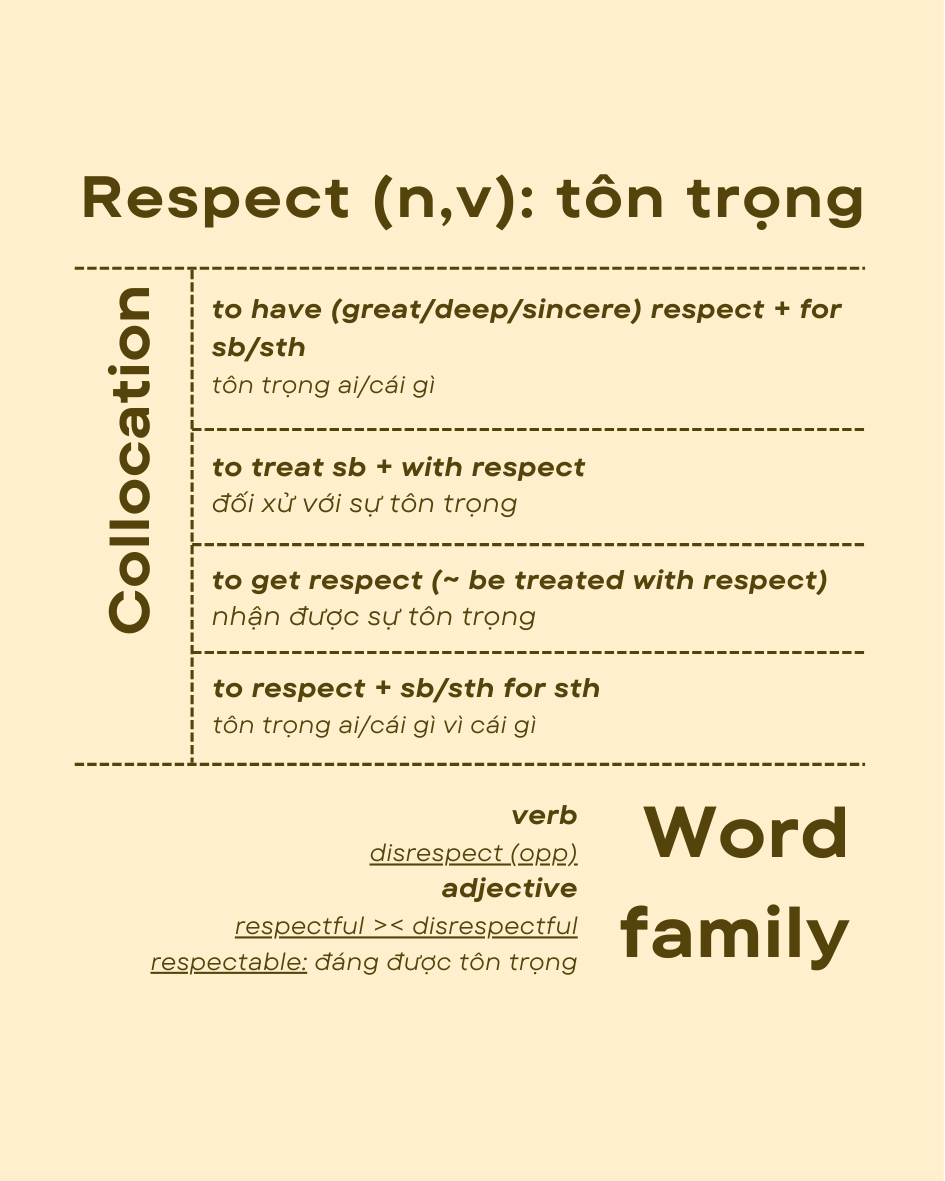 Respect (n,v): tôn trọng
Collocation
to have (great/deep/sincere) respect + for
sb/sth
tôn trọng ai/cái gì
to treat sb + with respect
đối xử với sự tôn trọng
to get respect (~ be treated with respect)
nhận được sự tôn trọng
to respect + sb/sth for sth
tôn trọng ai/cái gì vì cái gì
Word
family
verb
disrespect (opp)
adjective
respectful >< disrespectful
respectable: đáng được tôn trọng